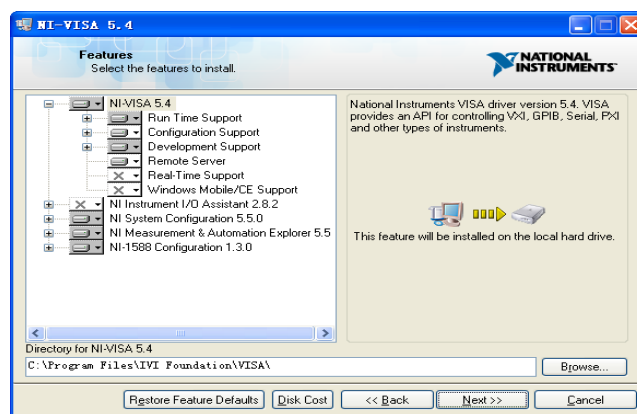 NI-VISA 5.4
Features
Select the features to install.
NATIONAL
INSTRUMENTS
NI-VISA 5.4
Run Time Support
Configuration Support
Development Support
Remote Server
Real-Time Support
Windows Mobile/CE Support
NI Instrument I/O Assistant 2.8.2
NI System Configuration 5.5.0
NI Measurement & Automation Explorer 5.5
NI-1588 Configuration 1.3.0
National Instruments VISA driver version 5.4. VISA
provides an API for controlling VXI, GPIB, Serial, PXI
and other types of instruments.
This feature will be installed on the local hard drive.
Directory for NI-VISA 5.4
C:\Program Files\IVI Foundation\VISA\
Browse...
Restore Feature Defaults
Disk Cost
<< Back
Next >>
Cancel